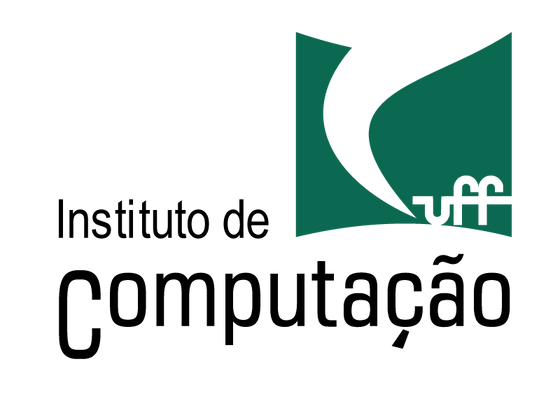 uff
Instituto de
Computação